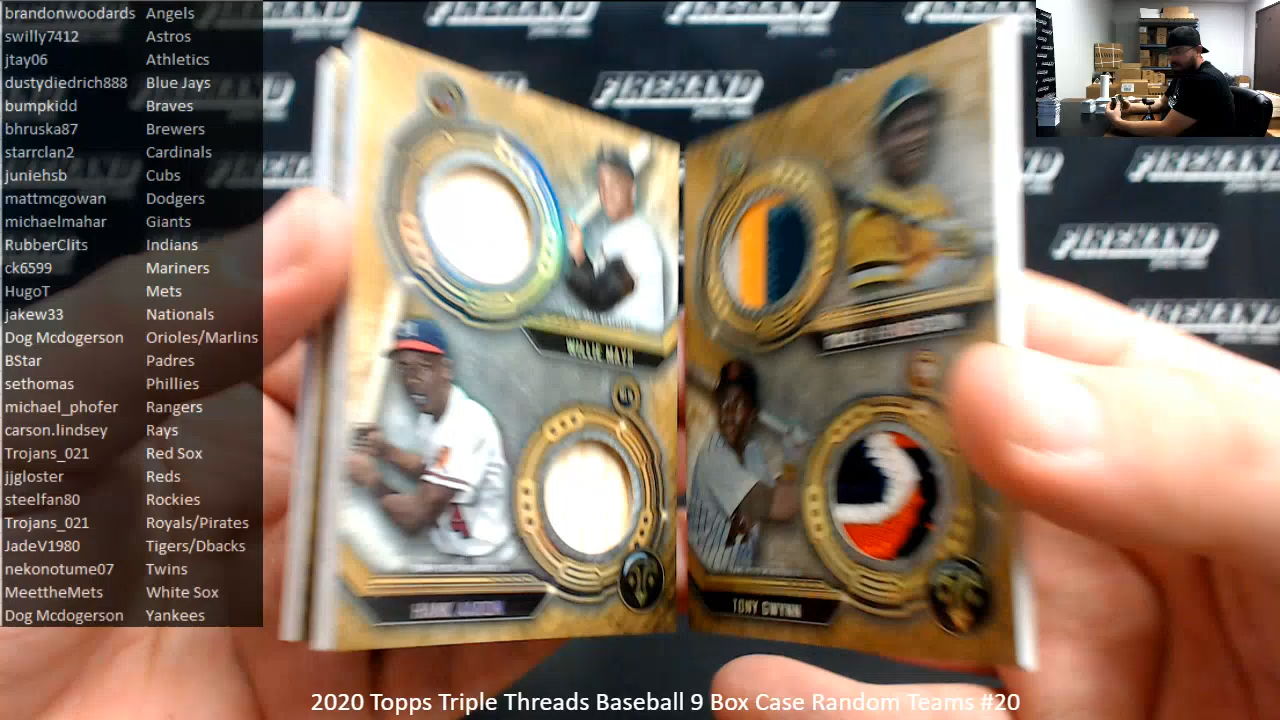 brandonwoodards Angels
swilly7412 Astros
jtay06 Athletics
dustydiedrich888 Blue Jays
bumpkidd Braves
bhruska87 Brewers
starrclan2 Cardinals
juniehsb Cubs
mattmcgowan Dodgers
michaelmahar Giants
RubberClits Indians
ck6599 Mariners
HugoT Mets
jakew33 Nationals
Dog Mcdogerson Orioles/Marlins
BStar Padres
sethomas Phillies
michael_phofer Rangers
carson.lindsey Rays
Trojans_021 Red Sox
jjgloster Reds
steelfan80 Rockies
Trojans_021 Royals/Pirates
JadeV1980 Tigers/Dbacks
nekonotume07 Twins
MeettheMets White Sox
Dog Mcdogerson Yankees
FIREHAND
FIREHAND
FIREHAND
FIREHAND
FIREHAND
WILLIE MAYS
HANK AARON
TONY GWYNN
2020 Topps Triple Threads Baseball 9 Box Case Random Teams #20